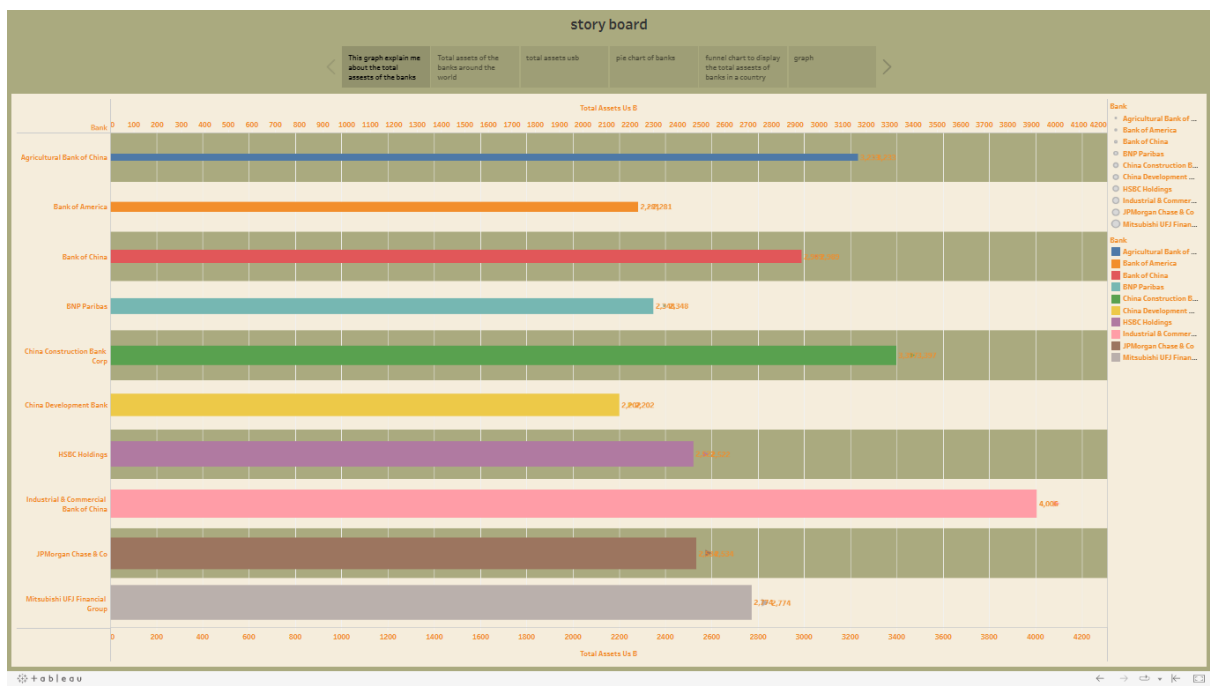 story board
This graph explain me
about the total
assests of the banks
Total assets of the
banks around the
world
total assets usb
pie chart of banks
funnel chart to display
the total assests of
banks in a country
graph
Total Assets Us B
Bank
0 100 200 300 400 500 600 700 800 900 1000 1100 1200 1300 1400 1500 1600 1700 1800 1900 2000 2100 2200 2300 2400 2500 2600 2700 2800 2900 3000 3100 3200 3300 3400 3500 3600 3700 3800 3900 4000 4100 4200
Agricultural Bank of China
Bank of America
Bank of China
BNP Paribas
China Construction Bank
Corp
China Development Bank
HSBC Holdings
Industrial & Commercial
Bank of China
JPMorgan Chase & Co
Mitsubishi UFJ Financial
Group
0 200 400 600 800 1000 1200 1400 1600 1800 2000 2200 2400 2600 2800 3000 3200 3400 3600 3800 4000 4200
Total Assets Us B
Bank
Agricultural Bank of ...
Bank of America
Bank of China
BNP Paribas
China Construction B...
China Development ...
HSBC Holdings
Industrial & Commer...
JPMorgan Chase & Co
Mitsubishi UFJ Finan...
Bank
Agricultural Bank of ...
Bank of America
Bank of China
BNP Paribas
China Construction B...
China Development ...
HSBC Holdings
Industrial & Commer...
JPMorgan Chase & Co
Mitsubishi UFJ Finan...
+ableau